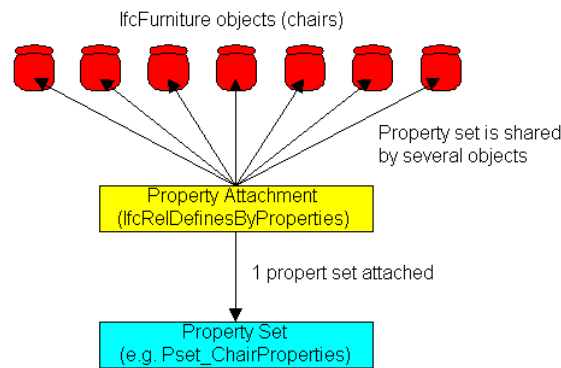 IfcFurniture objects (chairs)
Property set is shared
by several objects
Property Attachment
(IfcRelDefinesByProperties)
1 propert set attached
Property Set
(e.g. Pset_ChairProperties)